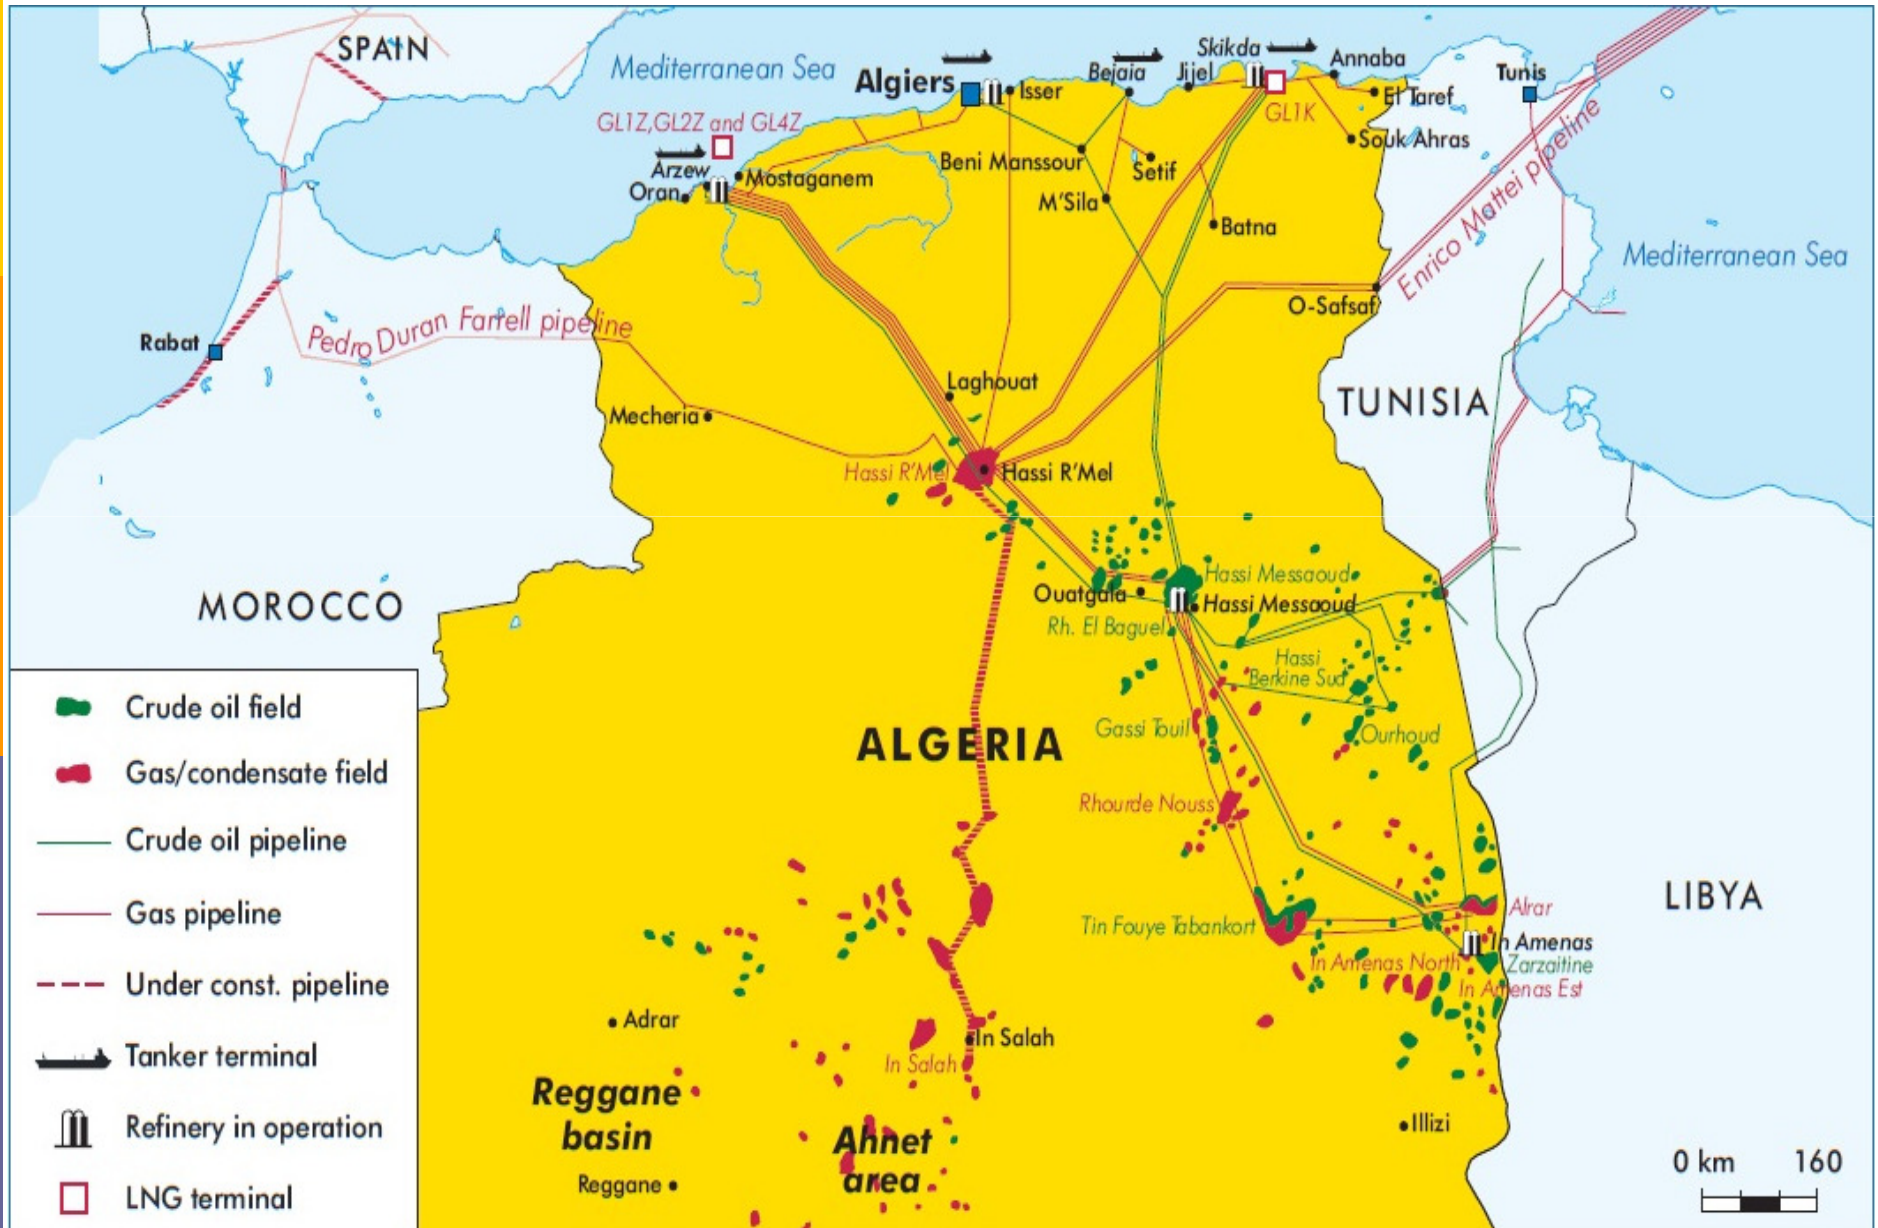 SPAIN
Mediterranean Sea
Algiers
Isser
Bejaia
Jijel
Skikda
Annaba
El Taref
Tunis
GL1K
Souk Ahras
GL1Z,GL2Z and GL4Z
Arzew
Oran
Mostaganem
Beni Manssour
Setif
M'Sila
Batna
Enrico Mattei pipeline
Mediterranean Sea
O-Safsaf
Rabat
Pedro Duran Farrell pipeline
Laghouat
Mecheria
TUNISIA
Hassi R'Mel
Hassi R'Mel
MOROCCO
Ouatgala
Hassi Messaoud
Hassi Messaoud
Rh. El Baguel
Hassi
Berkine Sud
Gassi Touil
Ourhoud
ALGERIA
Rhourde Nouss
LIBYA
Tin Fouye Tabankort
Alrar
In Amenas
In Amenas North
Zarzaitine
In Amenas Est
Adrar
In Salah
In Salah
Reggane
basin
Ahnet
area
Reggane
Illizi
Crude oil field
Gas/condensate field
Crude oil pipeline
Gas pipeline
Under const. pipeline
Tanker terminal
Refinery in operation
LNG terminal
0 km 160